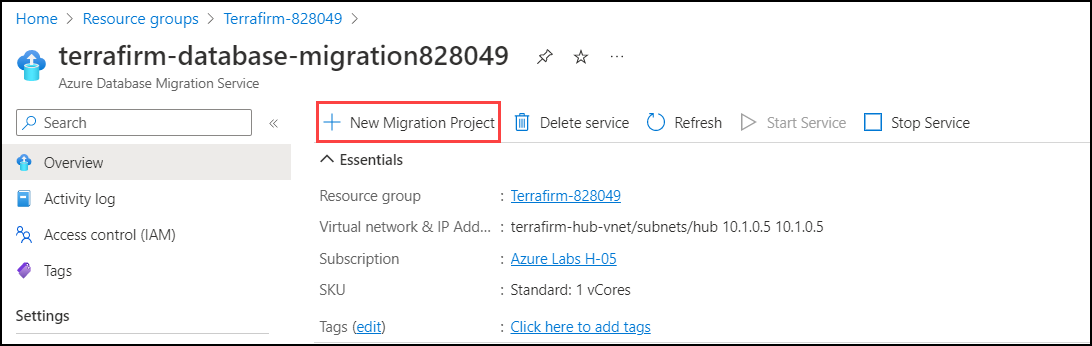 Home > Resource groups > Terrafirm-828049 >
terrafirm-database-migration828049 ...
Azure Database Migration Service
Search «
+ New Migration Project Delete service Refresh Start Service Stop Service
Overview
Activity log
Access control (IAM)
Tags
Settings
Essentials
Resource group : Terrafirm-828049
Virtual network & IP Add... : terrafirm-hub-vnet/subnets/hub 10.1.0.5 10.1.0.5
Subscription : Azure Labs H-05
SKU : Standard: 1 vCores
Tags (edit) : Click here to add tags